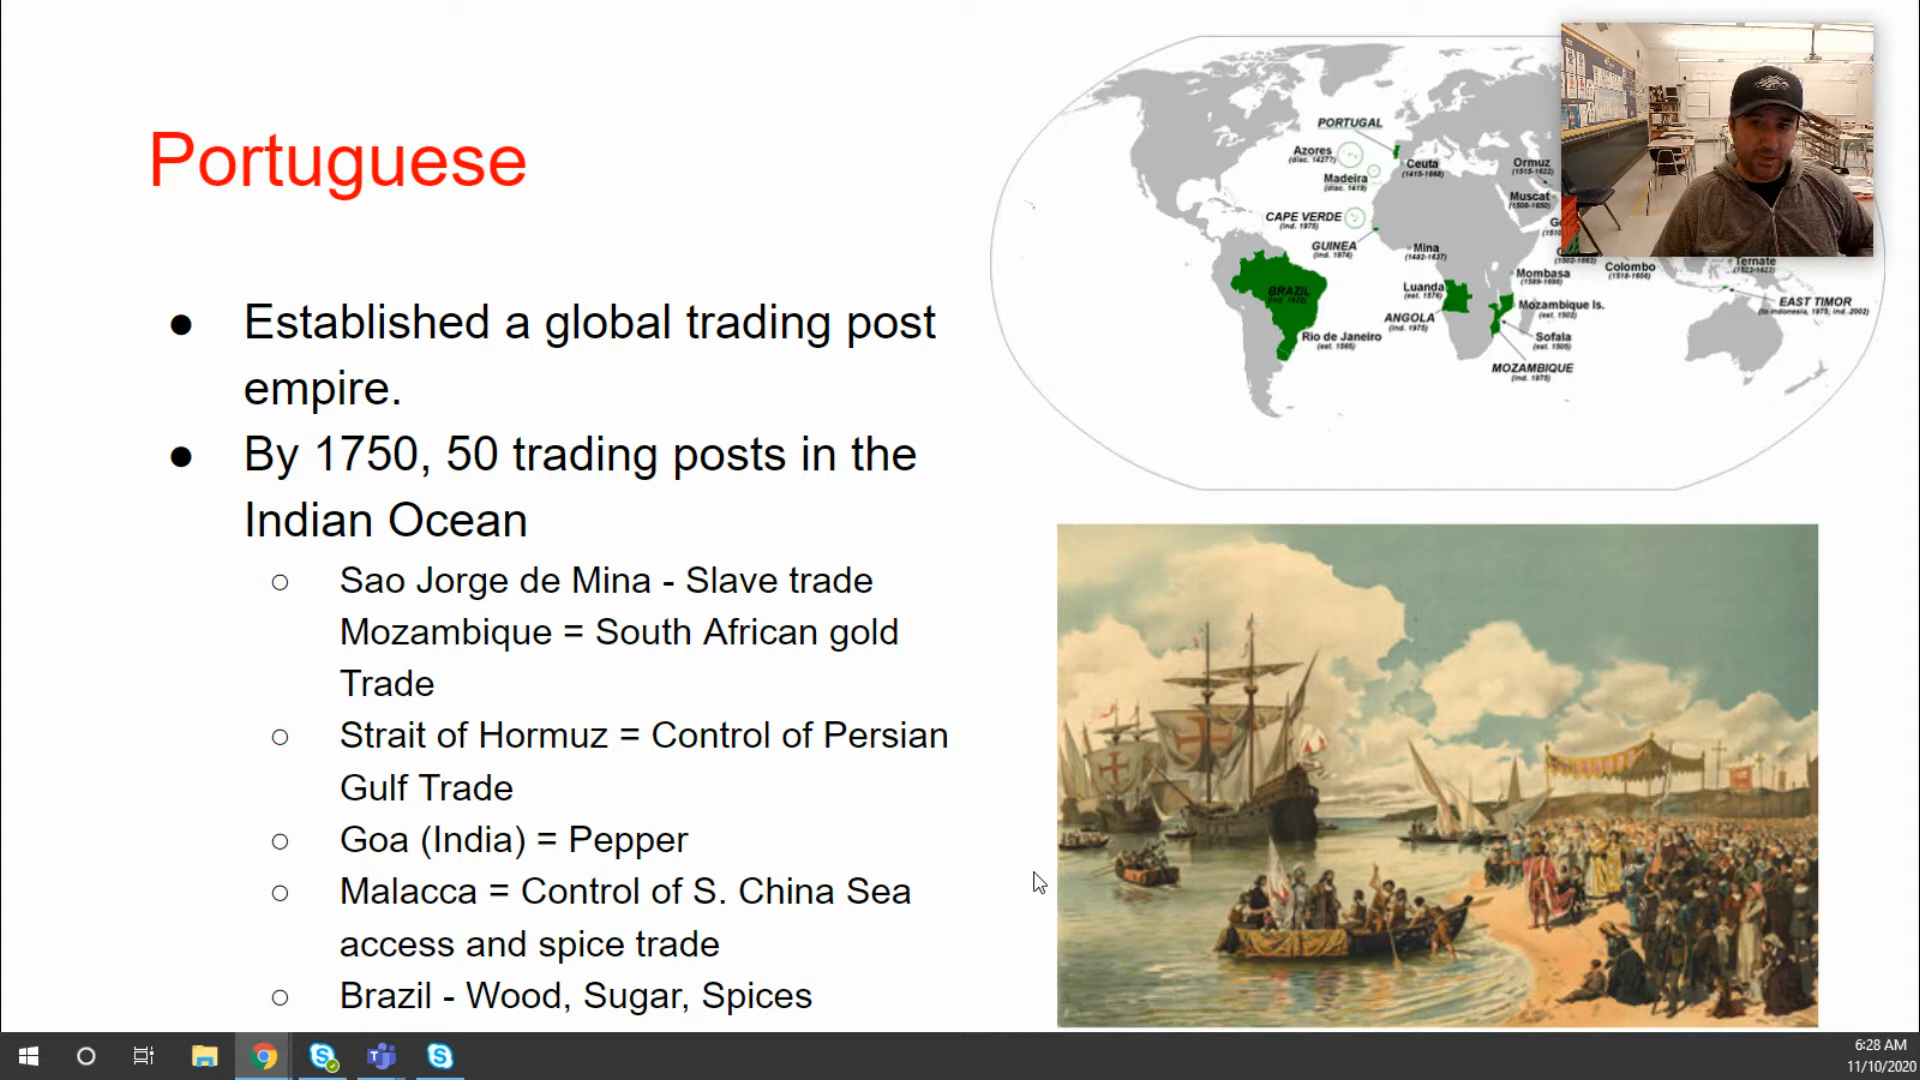 Portuguese
● Established a global trading post
empire.
● By 1750, 50 trading posts in the
Indian Ocean
○ Sao Jorge de Mina - Slave trade
Mozambique = South African gold
Trade
○ Strait of Hormuz = Control of Persian
Gulf Trade
○ Goa (India) = Pepper
○ Malacca = Control of S. China Sea
access and spice trade
○ Brazil - Wood, Sugar, Spices
PORTUGAL
Azores
(disc. 1427?)
Madeira
(disc. 1419)
Ceuta
(1415-1668)
Ormuz
(1515-1622)
Muscat
(1508-1650)
CAPE VERDE
(ind. 1975)
GUINEA
(ind. 1974)
Mina
(1482-1637)
Mombasa
(1589-1698)
Colombo
(1518-1656)
Ternate
(1522-1622)
BRAZIL
(ind. 1822)
Luanda
(est. 1576)
ANGOLA
(ind. 1975)
Mozambique Is.
(est. 1502)
EAST TIMOR
(to Indonesia, 1975; ind. 2002)
Rio de Janeiro
(est. 1565)
Sofala
(est. 1505)
MOZAMBIQUE
(ind. 1975)
6:28 AM
11/10/2020